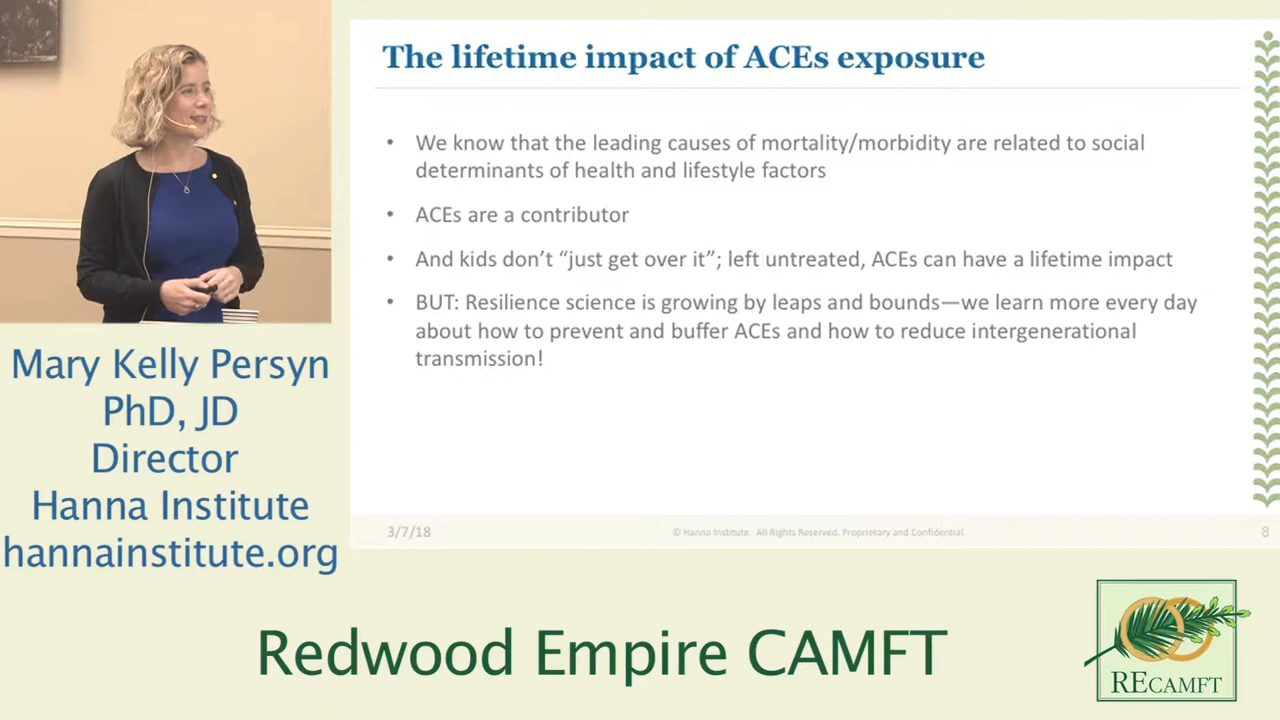 The lifetime impact of ACEs exposure
• We know that the leading causes of mortality/morbidity are related to social
determinants of health and lifestyle factors
• ACEs are a contributor
• And kids don’t “just get over it”; left untreated, ACEs can have a lifetime impact
• BUT: Resilience science is growing by leaps and bounds—we learn more every day
about how to prevent and buffer ACEs and how to reduce intergenerational
transmission!
3/7/18
© Hanna Institute. All Rights Reserved. Proprietary and Confidential.
8
Mary Kelly Persyn
PhD, JD
Director
Hanna Institute
hannainstitute.org
Redwood Empire CAMFT
RECAMFT